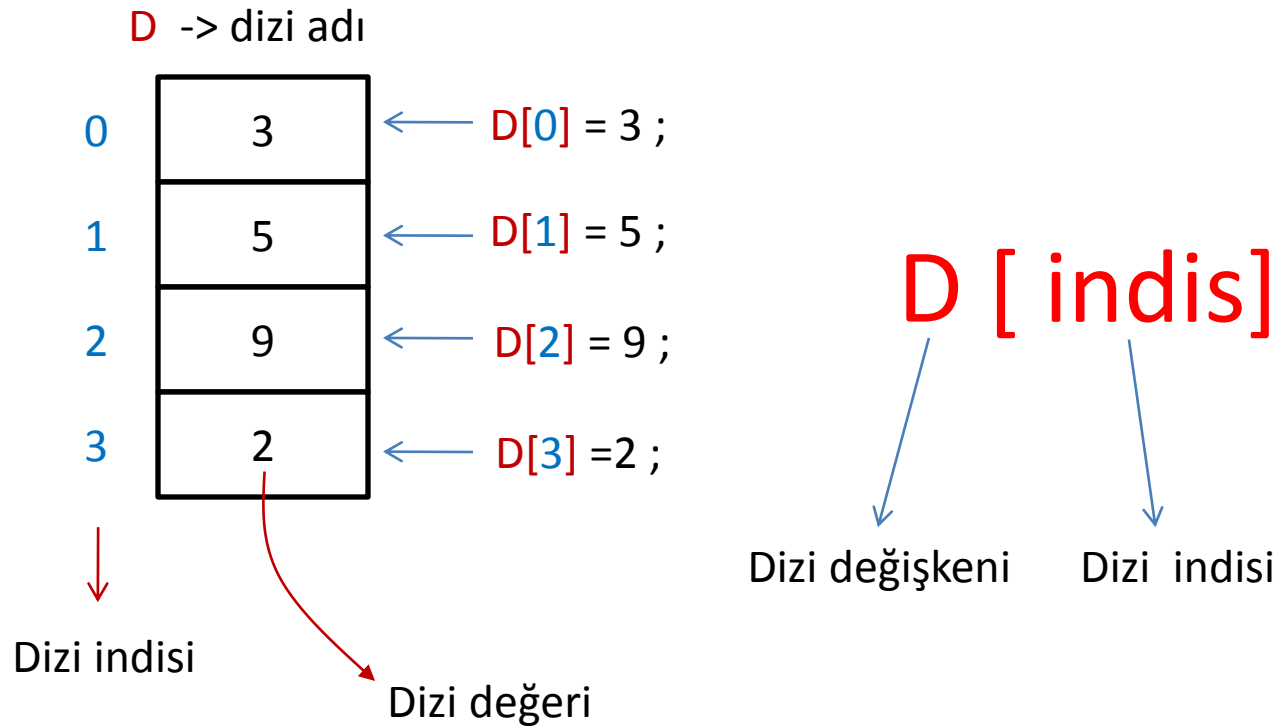 D -> dizi adı
0 3 D[0] = 3 ;
1 5 D[1] = 5 ;
2 9 D[2] = 9 ;
3 2 D[3] =2 ;
D [ indis]
Dizi değişkeni Dizi indisi
Dizi indisi
Dizi değeri